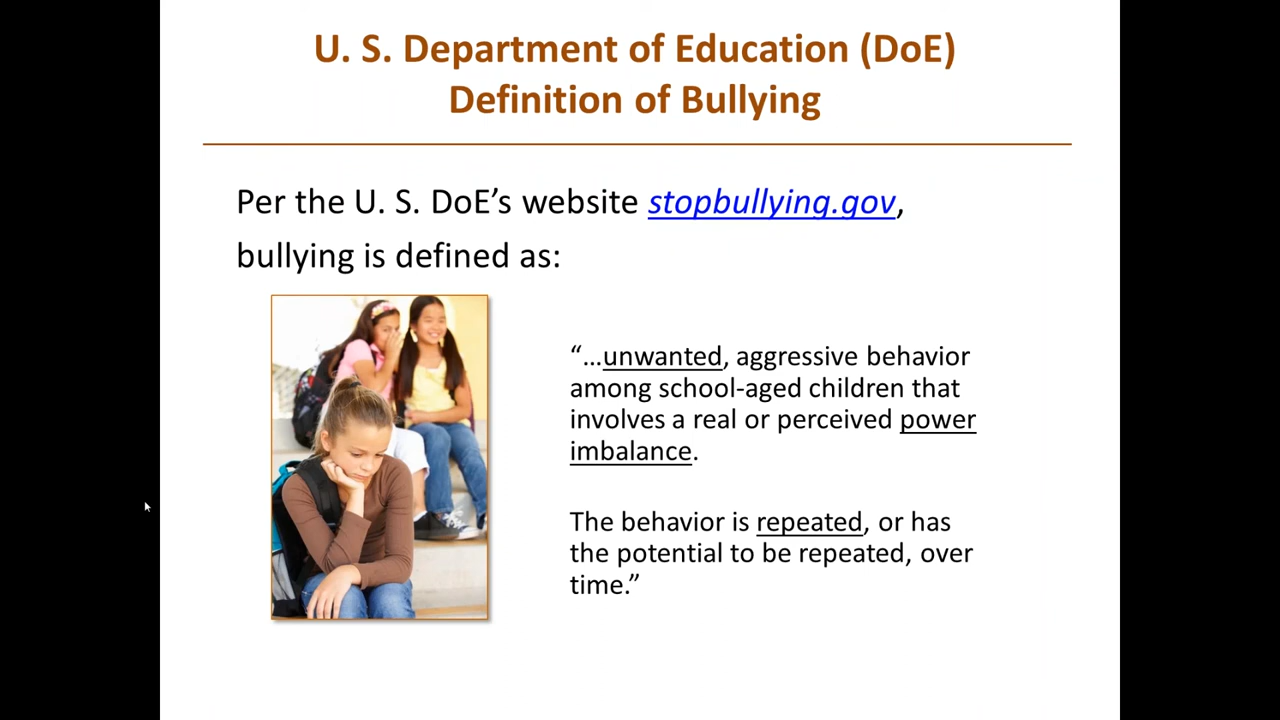 U. S. Department of Education (DoE)
Definition of Bullying
Per the U. S. DoE’s website stopbullying.gov,
bullying is defined as:
“…unwanted, aggressive behavior
among school-aged children that
involves a real or perceived power
imbalance.
The behavior is repeated, or has
the potential to be repeated, over
time.”